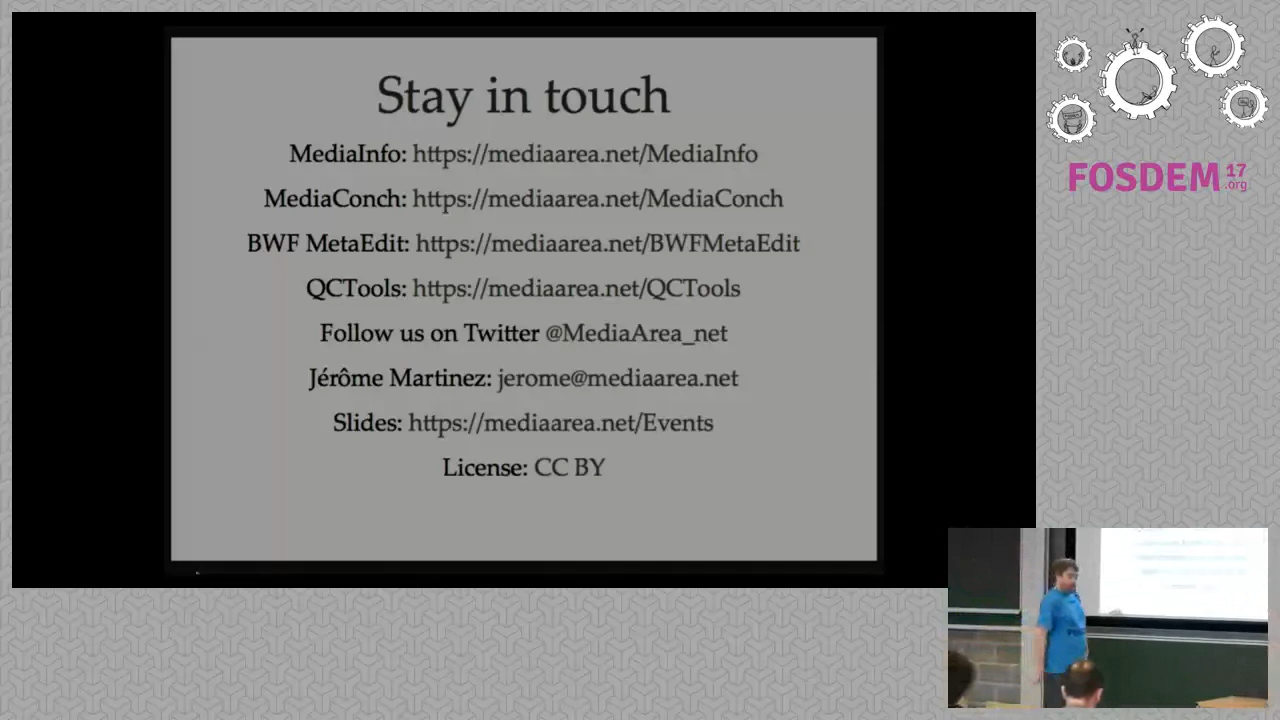 Stay in touch
MediaInfo: https://mediaarea.net/MediaInfo
MediaConch: https://mediaarea.net/MediaConch
BWF MetaEdit: https://mediaarea.net/BWFMetaEdit
QCTools: https://mediaarea.net/QCTools
Follow us on Twitter @MediaArea_net
Jérôme Martinez: jerome@mediaarea.net
Slides: https://mediaarea.net/Events
License: CC BY
FOSDEM 17
.org